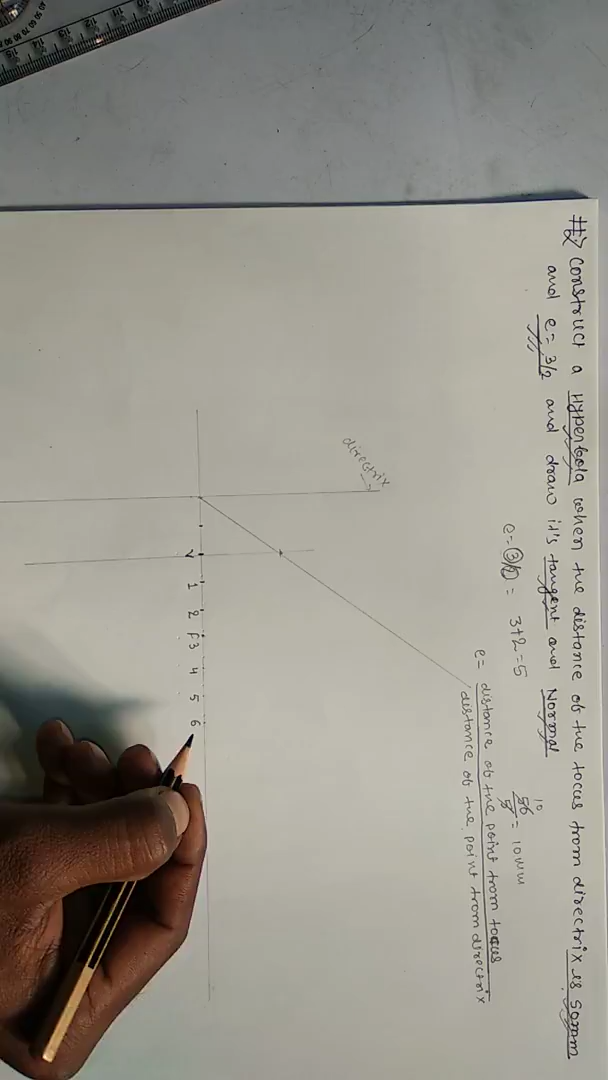 #2) Construct a Hyperbola when the distance of the focus from directrix is 50mm
and e = 3/2 and draw it's tangent and Normal
e = 3/2 = 3+2=5
50/5 = 10mm
10
e = distance of the point from focus
distance of the point from directrix
directrix
V 1 2 F 3 4 5 6